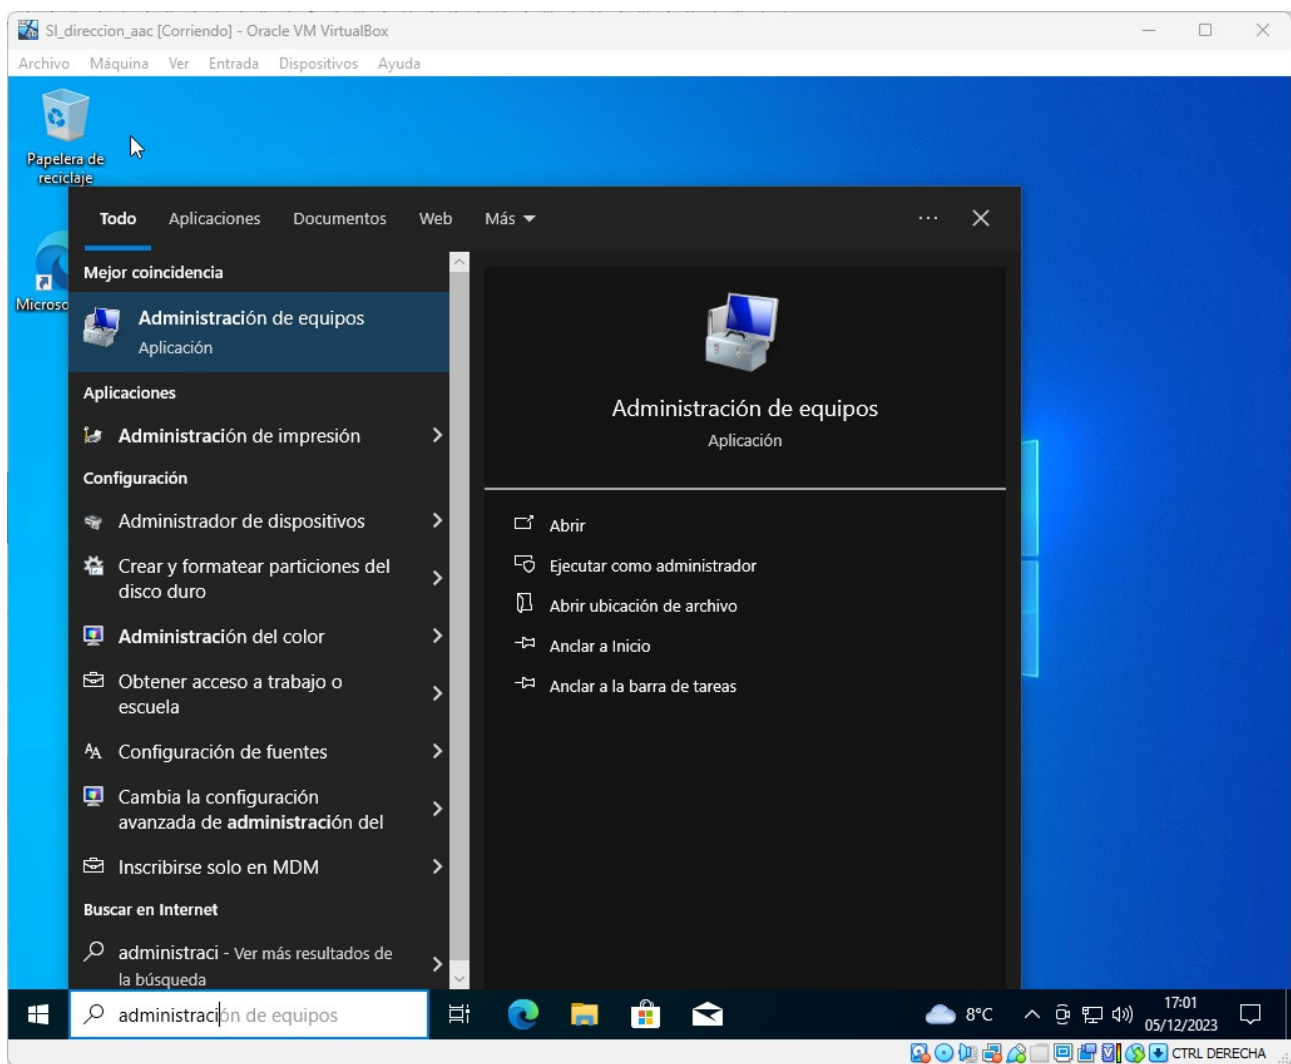 SI_direccion_aac [Corriendo] - Oracle VM VirtualBox
Archivo Máquina Ver Entrada Dispositivos Ayuda
Papelera de
reciclaje
Todo Aplicaciones Documentos Web Más
Mejor coincidencia
Microso
Administración de equipos
Aplicación
Aplicaciones
Administración de impresión
Configuración
Administrador de dispositivos
Crear y formatear particiones del
disco duro
Administración del color
Obtener acceso a trabajo o
escuela
Configuración de fuentes
Cambia la configuración
avanzada de administración del
Inscribirse solo en MDM
Buscar en Internet
administraci - Ver más resultados de
la búsqueda
Administración de equipos
Aplicación
Abrir
Ejecutar como administrador
Abrir ubicación de archivo
Anclar a Inicio
Anclar a la barra de tareas
administración de equipos
8°C
17:01
05/12/2023
CTRL DERECHA